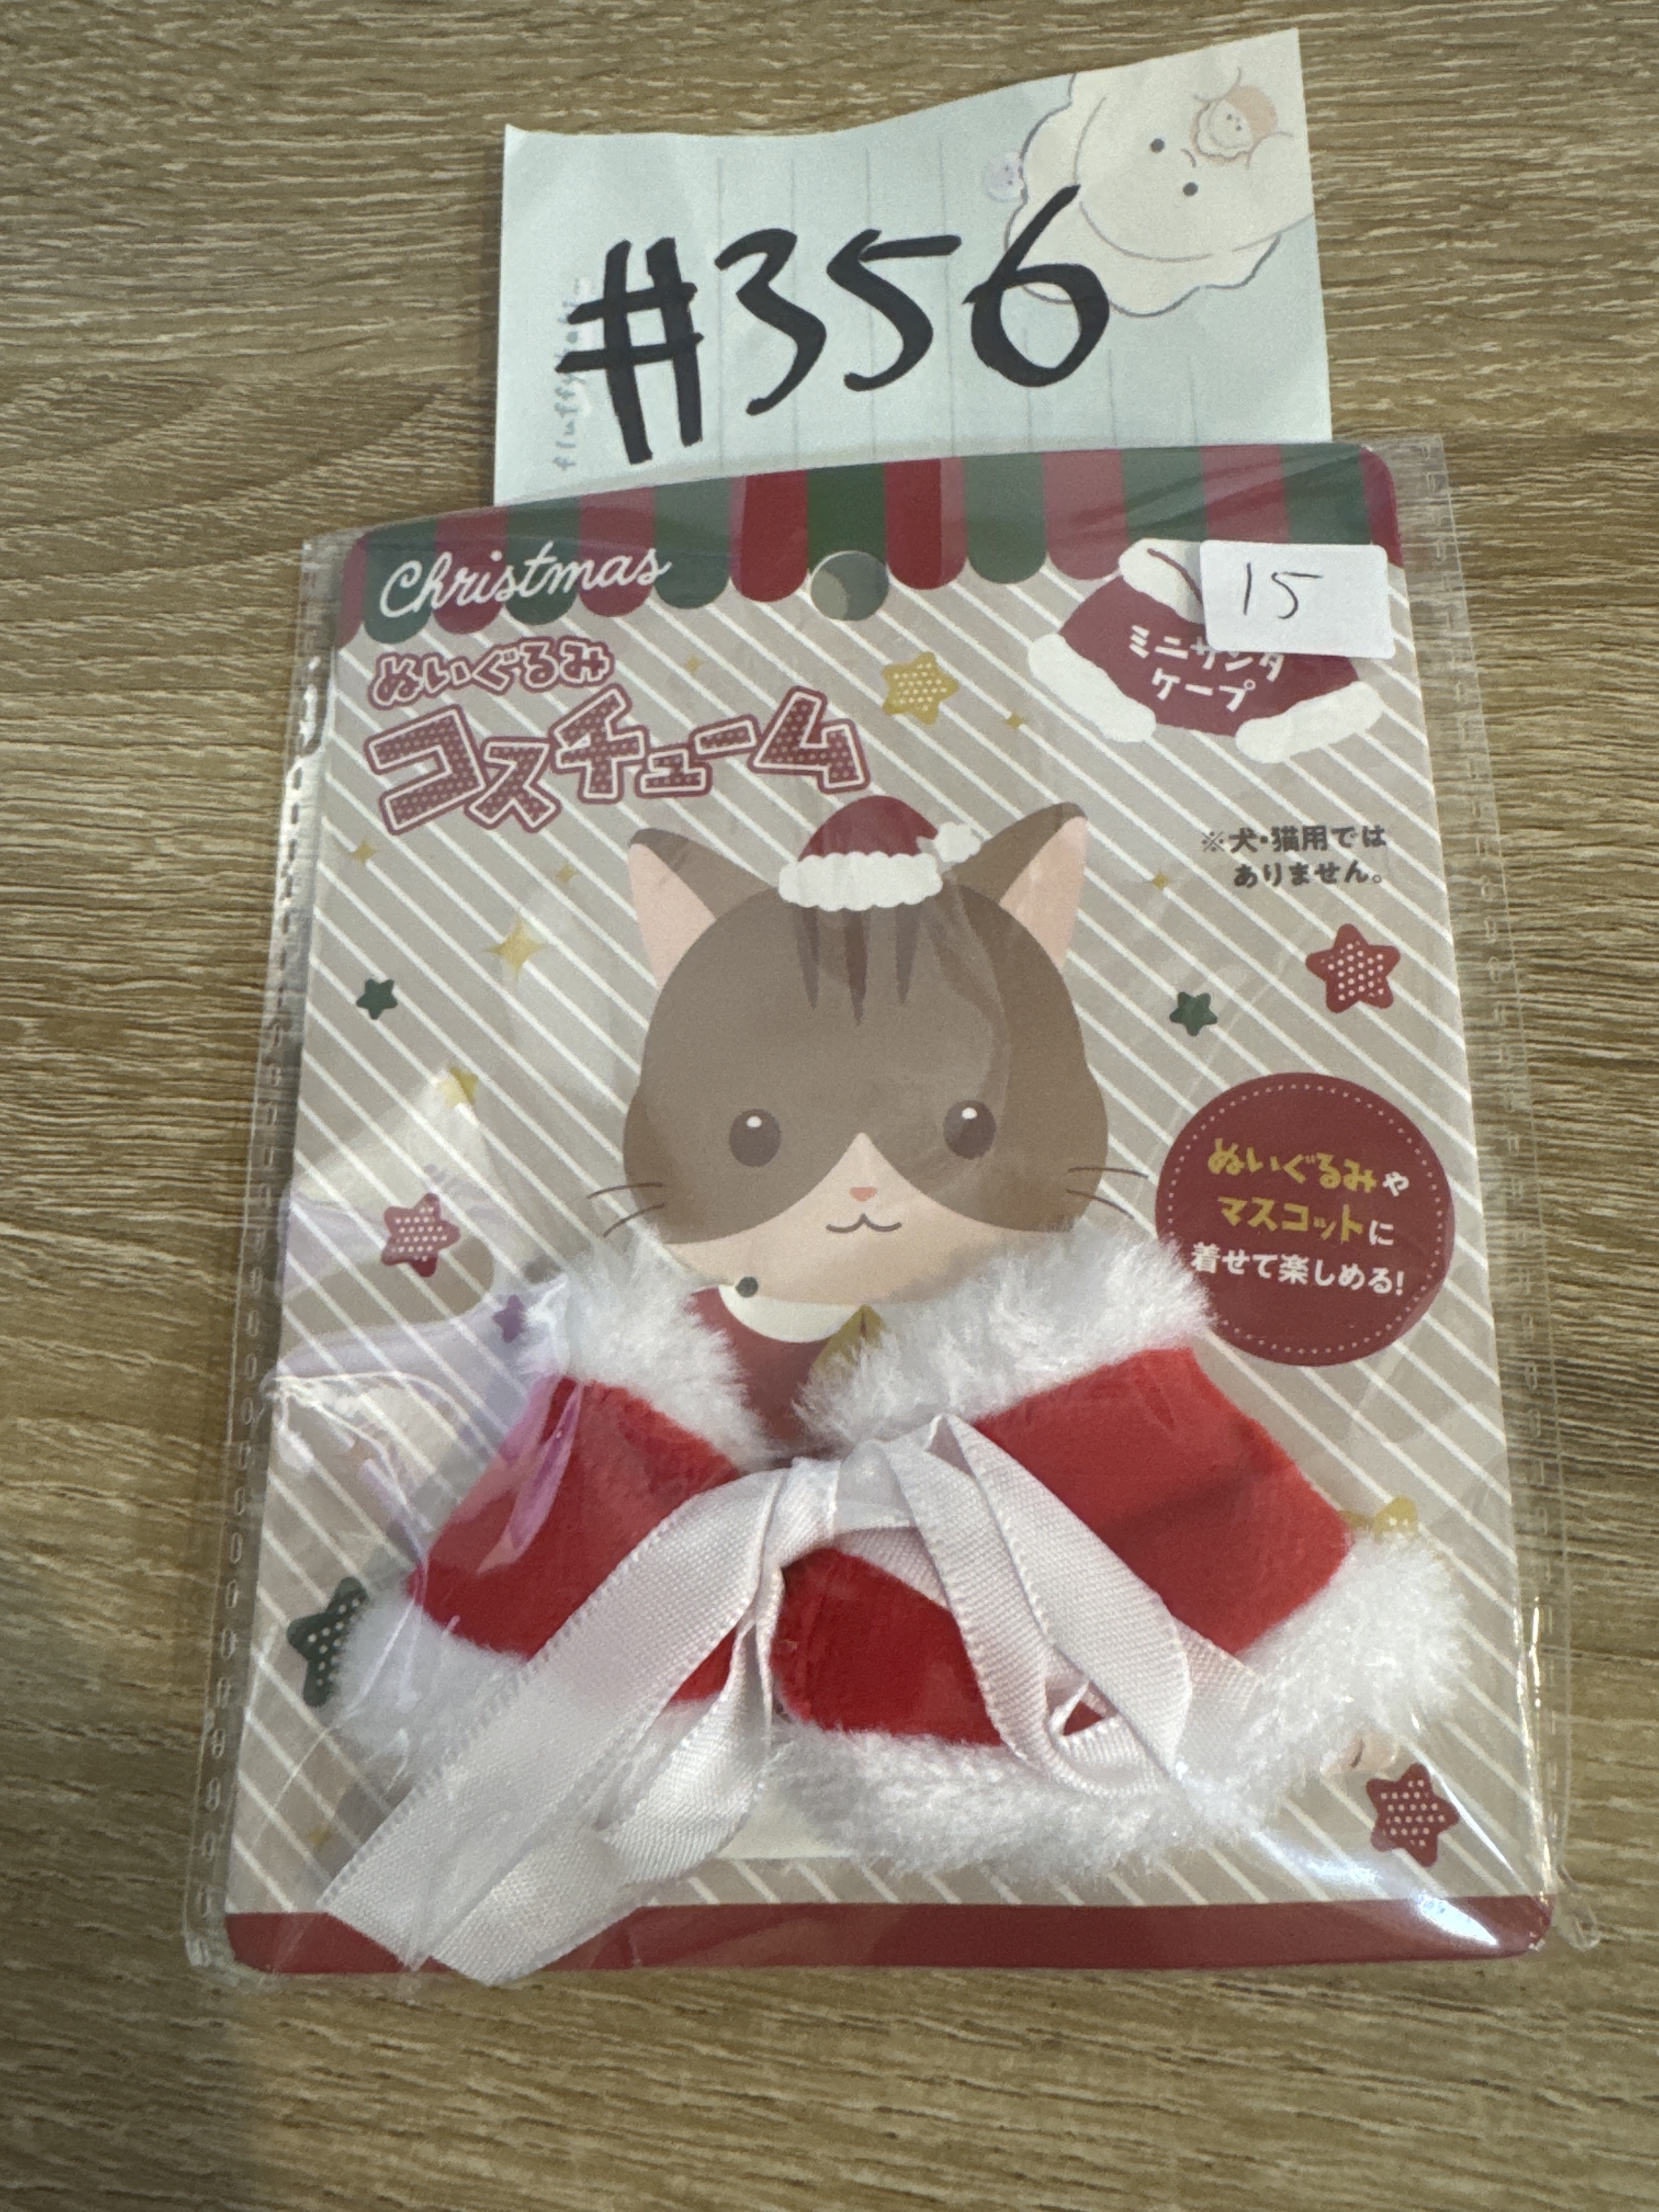 #356
fluffy
Christmas
15
ぬいぐるみ
コスチューム
ミニサンタ
ケープ
※犬・猫用では
ありません。
ぬいぐるみや
マスコットに
着せて楽しめる!